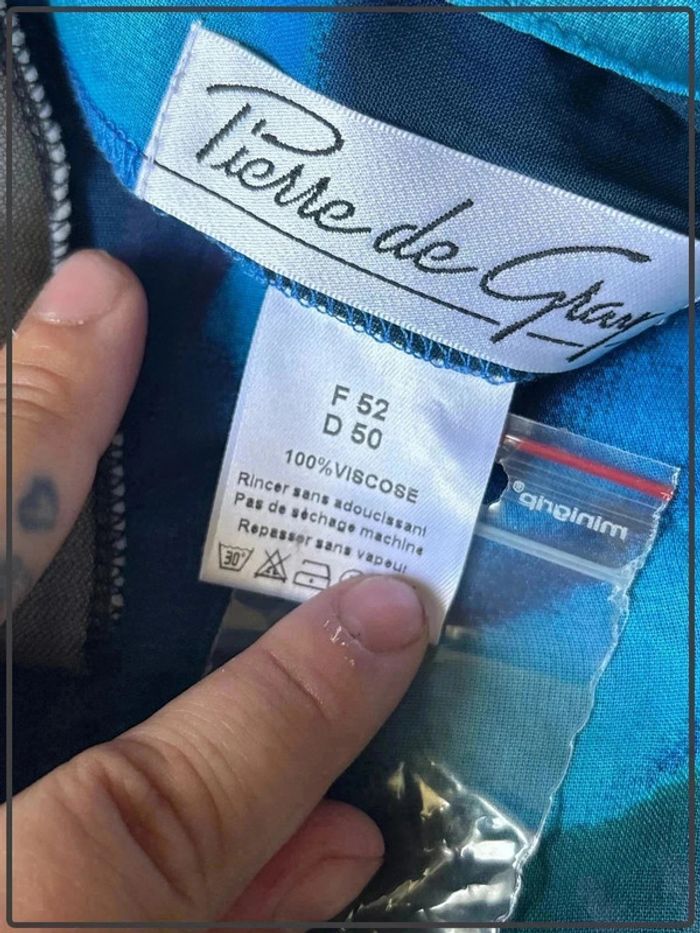 Pierre de Gray
F 52
D 50
100%VISCOSE
Rincer sans adoucissant
Pas de séchage machine
Repasser sans vapeur
30°
minigrip®